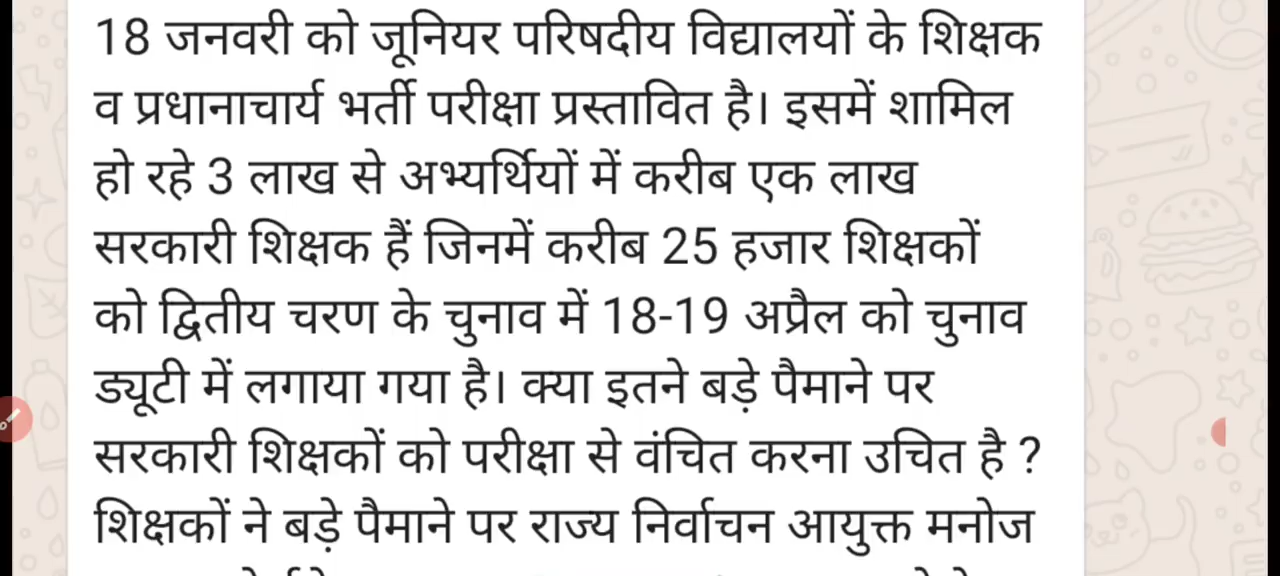 18 जनवरी को जूनियर परिषदीय विद्यालयों के शिक्षक
व प्रधानाचार्य भर्ती परीक्षा प्रस्तावित है। इसमें शामिल
हो रहे 3 लाख से अभ्यर्थियों में करीब एक लाख
सरकारी शिक्षक हैं जिनमें करीब 25 हजार शिक्षकों
को द्वितीय चरण के चुनाव में 18-19 अप्रैल को चुनाव
ड्यूटी में लगाया गया है। क्या इतने बड़े पैमाने पर
सरकारी शिक्षकों को परीक्षा से वंचित करना उचित है ?
शिक्षकों ने बड़े पैमाने पर राज्य निर्वाचन आयुक्त मनोज